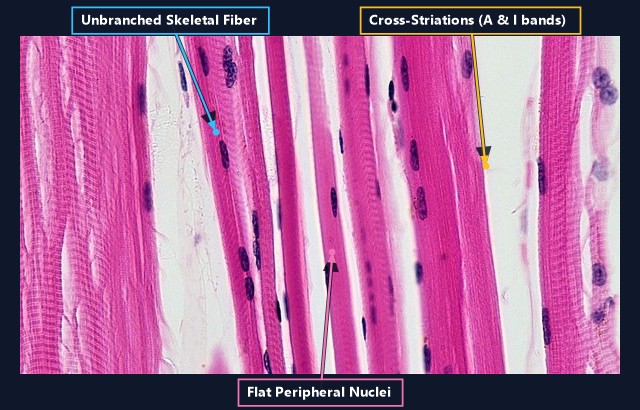 Unbranched Skeletal Fiber
Cross-Striations (A & I bands)
Flat Peripheral Nuclei